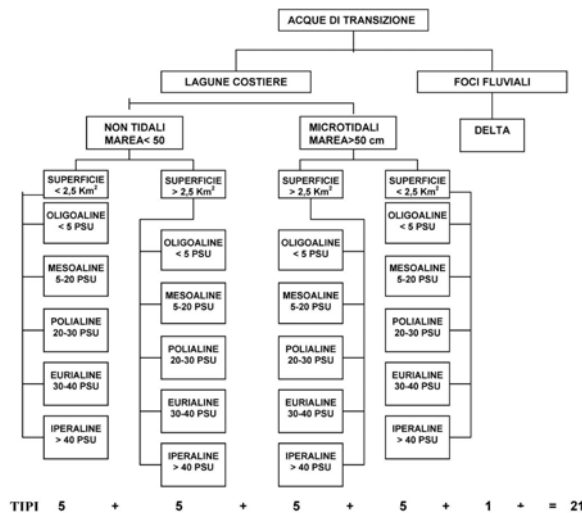 ACQUE DI TRANSIZIONE
LAGUNE COSTIERE
FOCI FLUVIALI
NON TIDALI
MAREA< 50
MICROTIDALI
MAREA>50 cm
DELTA
SUPERFICIE
< 2,5 Km²
SUPERFICIE
> 2,5 Km²
SUPERFICIE
> 2,5 Km²
SUPERFICIE
< 2,5 Km²
OLIGOALINE
< 5 PSU
MESOALINE
5-20 PSU
POLIALINE
20-30 PSU
EURIALINE
30-40 PSU
IPERALINE
> 40 PSU
OLIGOALINE
< 5 PSU
MESOALINE
5-20 PSU
POLIALINE
20-30 PSU
EURIALINE
30-40 PSU
IPERALINE
> 40 PSU
OLIGOALINE
< 5 PSU
MESOALINE
5-20 PSU
POLIALINE
20-30 PSU
EURIALINE
30-40 PSU
IPERALINE
> 40 PSU
OLIGOALINE
< 5 PSU
MESOALINE
5-20 PSU
POLIALINE
20-30 PSU
EURIALINE
30-40 PSU
IPERALINE
> 40 PSU
TIPI 5 + 5 + 5 + 5 + 1 + = 21